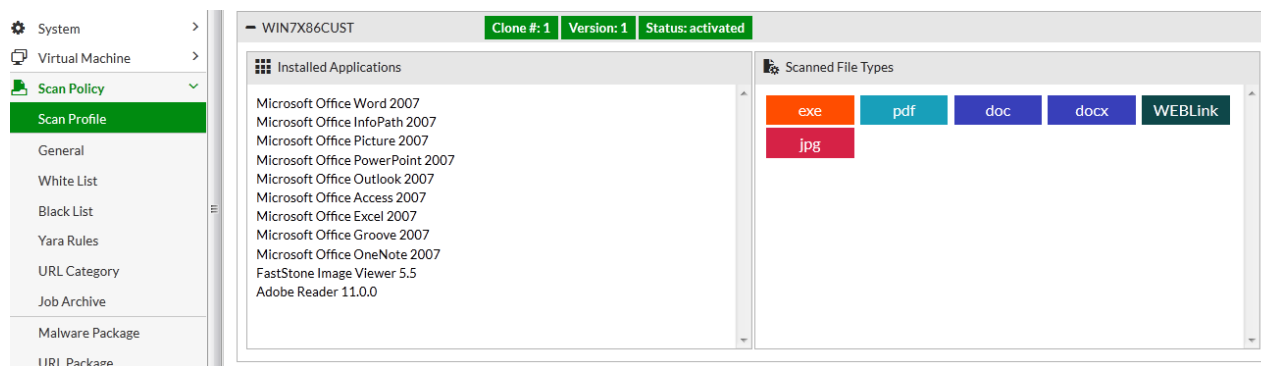 System
Virtual Machine
Scan Policy
Scan Profile
General
White List
Black List
Yara Rules
URL Category
Job Archive
Malware Package
URL Package
WIN7X86CUST Clone #: 1 Version: 1 Status: activated
Installed Applications
Microsoft Office Word 2007
Microsoft Office InfoPath 2007
Microsoft Office Picture 2007
Microsoft Office PowerPoint 2007
Microsoft Office Outlook 2007
Microsoft Office Access 2007
Microsoft Office Excel 2007
Microsoft Office Groove 2007
Microsoft Office OneNote 2007
FastStone Image Viewer 5.5
Adobe Reader 11.0.0
Scanned File Types
exe pdf doc docx WEBLink
jpg